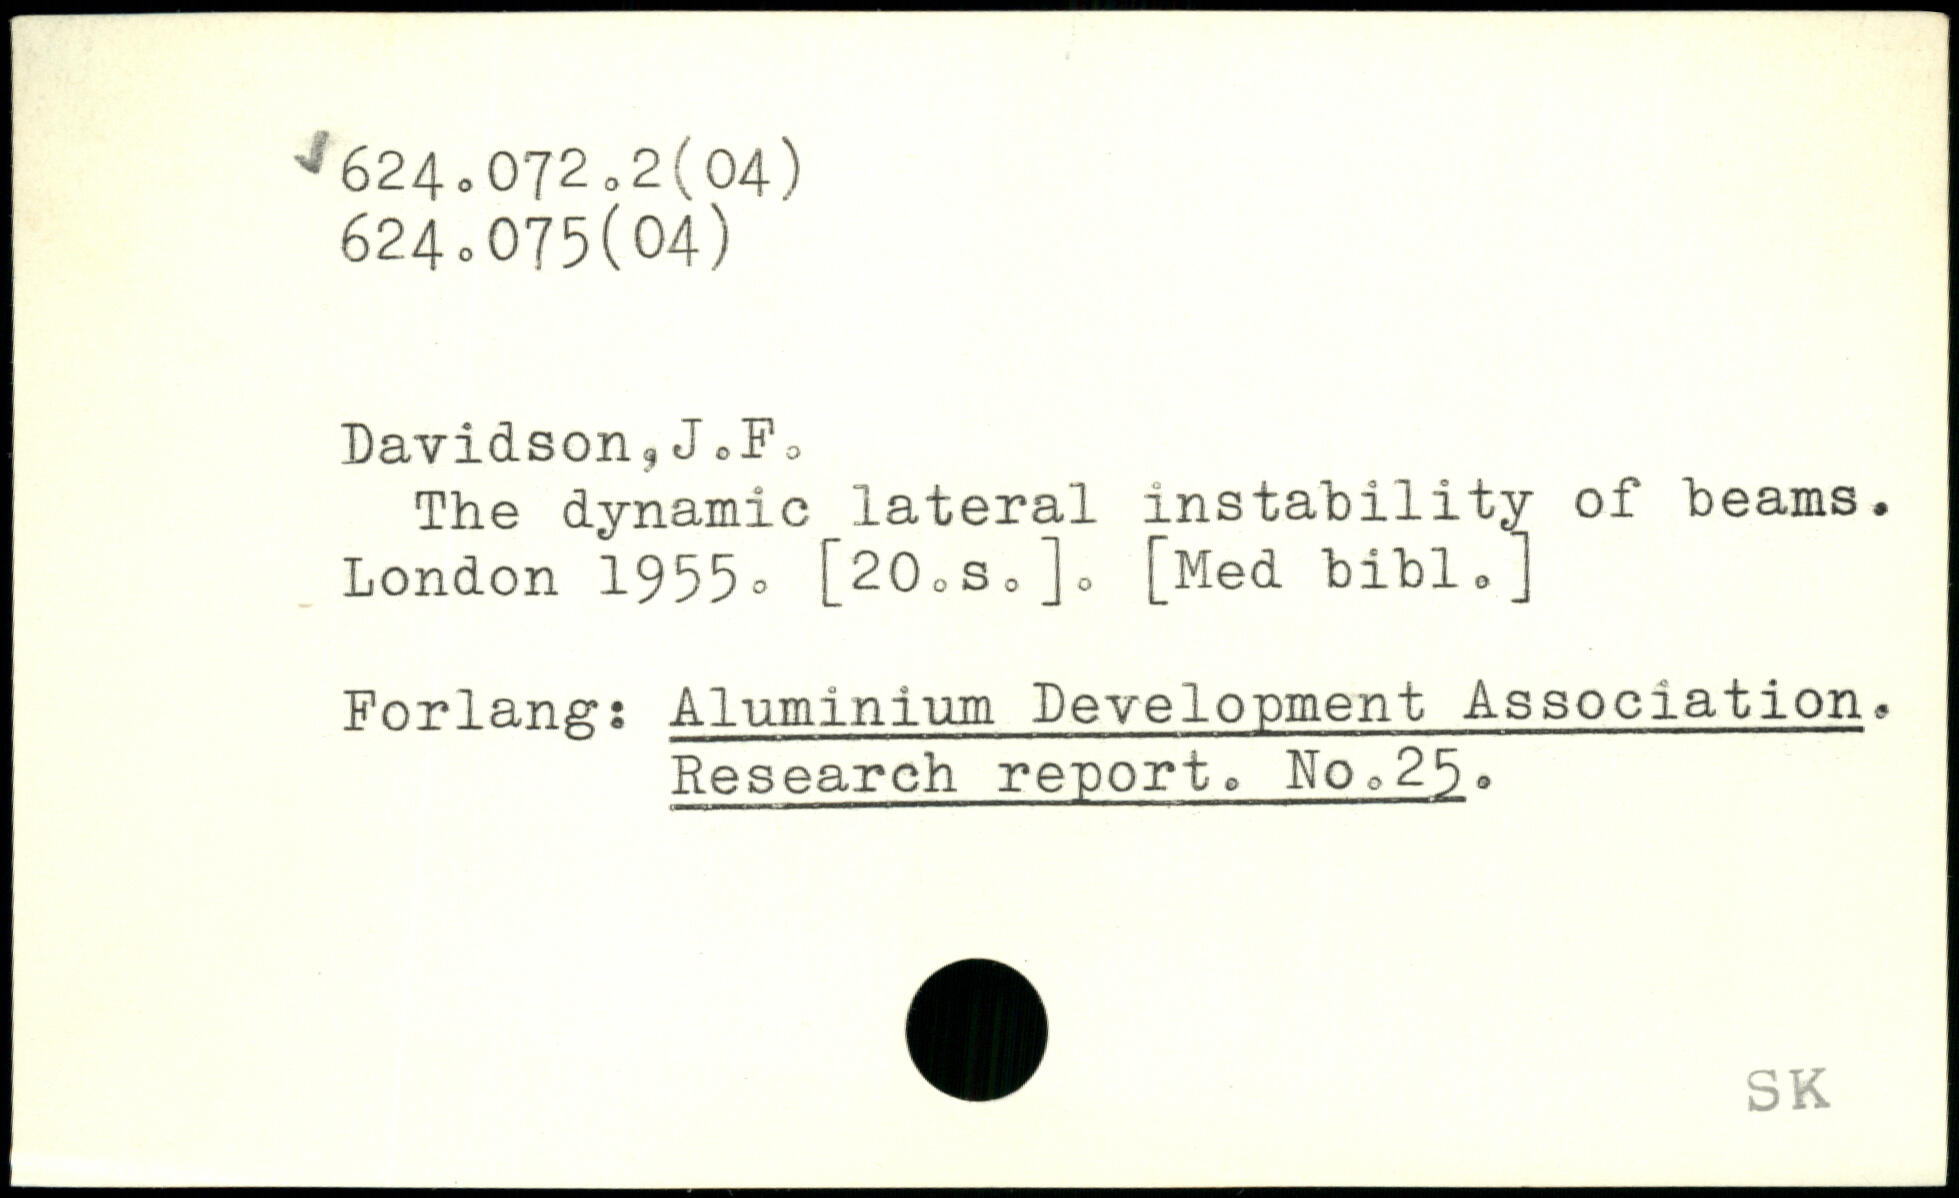 ✓ 624.072.2(04)
624.075(04)
Davidson,J.F.
The dynamic lateral instability of beams.
London 1955. [20.s.]. [Med bibl.]
Forlang: Aluminium Development Association.
Research report. No.25.
SK